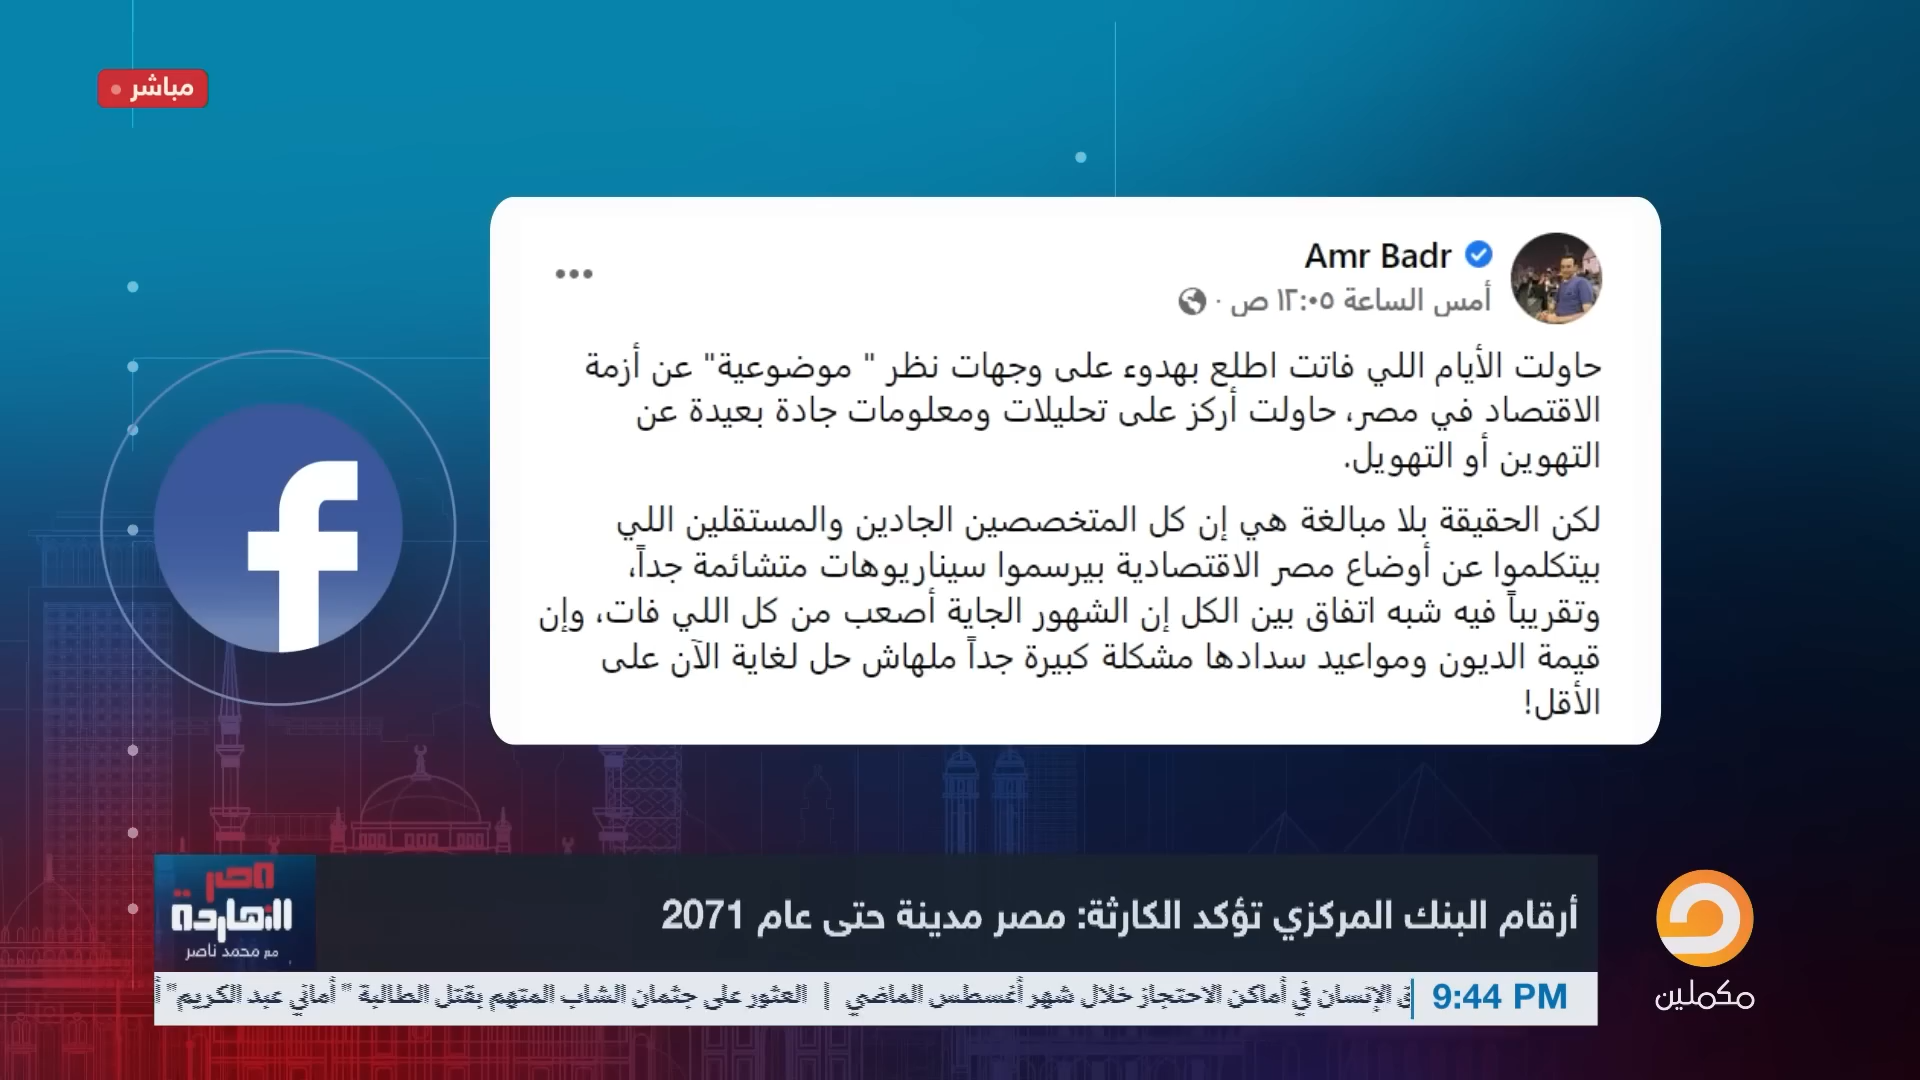 مباشر
Amr Badr
أمس الساعة ١٢:٠٥ ص ·
حاولت الأيام اللي فاتت اطلع بهدوء على وجهات نظر " موضوعية" عن أزمة
الاقتصاد في مصر، حاولت أركز على تحليلات ومعلومات جادة بعيدة عن
التهوين أو التهويل.
لكن الحقيقة بلا مبالغة هي إن كل المتخصصين الجادين والمستقلين اللي
بيتكلموا عن أوضاع مصر الاقتصادية بيرسموا سيناريوهات متشائمة جداً،
وتقريباً فيه شبه اتفاق بين الكل إن الشهور الجاية أصعب من كل اللي فات، وإن
قيمة الديون ومواعيد سدادها مشكلة كبيرة جداً ملهاش حل لغاية الآن على
الأقل!
مصر
النهاردة
مع محمد ناصر
أرقام البنك المركزي تؤكد الكارثة: مصر مدينة حتى عام 2071
9:44 PM
ق الإنسان في أماكن الاحتجاز خلال شهر أغسطس الماضي | العثور على جثمان الشاب المتهم بقتل الطالبة " أماني عبد الكريم" أ
مكملين